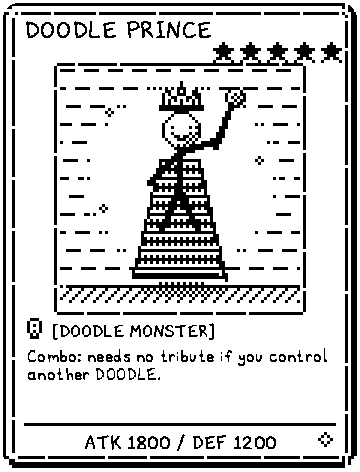 DOODLE PRINCE
[DOODLE MONSTER]
Combo: needs no tribute if you control
another DOODLE.
ATK 1800 / DEF 1200